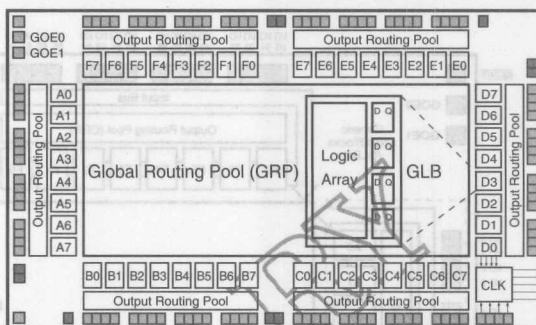 GOE0
GOE1
Output Routing Pool
Output Routing Pool
F7 F6 F5 F4 F3 F2 F1 F0
E7 E6 E5 E4 E3 E2 E1 E0
Output Routing Pool
A0
A1
A2
A3
A4
A5
A6
A7
Global Routing Pool (GRP)
Logic
Array
D Q
D Q
D Q
D Q
GLB
D7
D6
D5
D4
D3
D2
D1
D0
Output Routing Pool
B0 B1 B2 B3 B4 B5 B6 B7
C0 C1 C2 C3 C4 C5 C6 C7
CLK
Output Routing Pool
Output Routing Pool